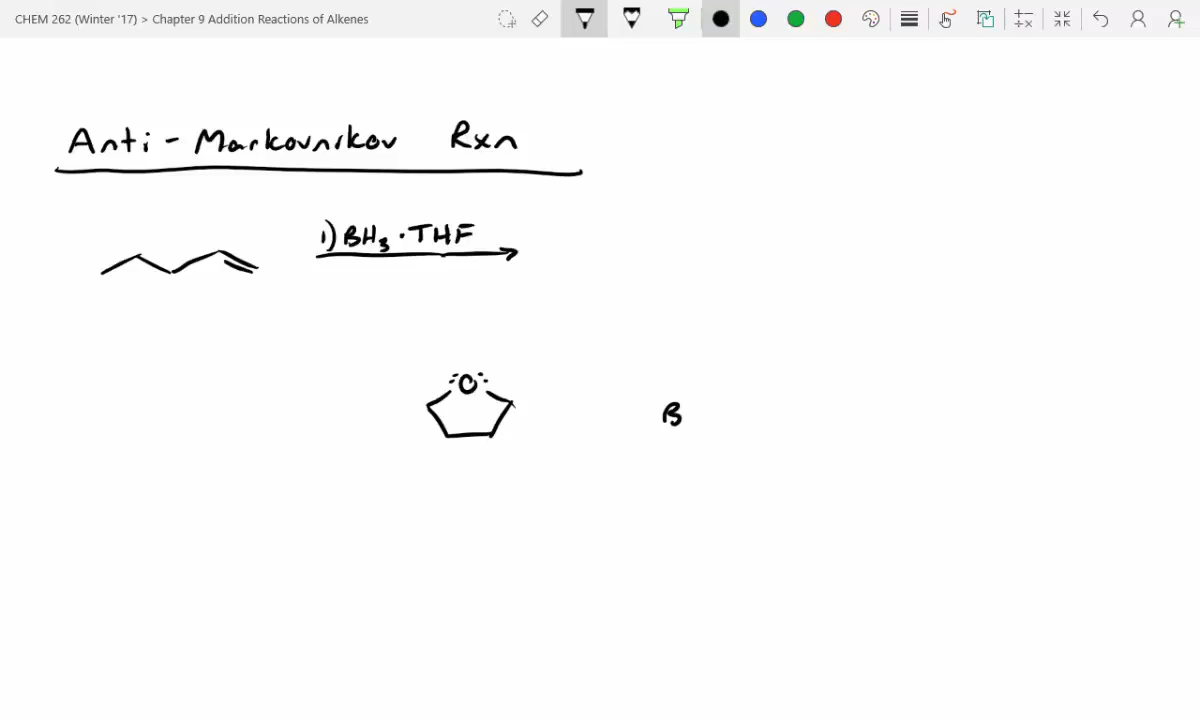 CHEM 262 (Winter '17) > Chapter 9 Addition Reactions of Alkenes
Anti-Markovnikov Rxn
1) BH₃·THF
:O:
B